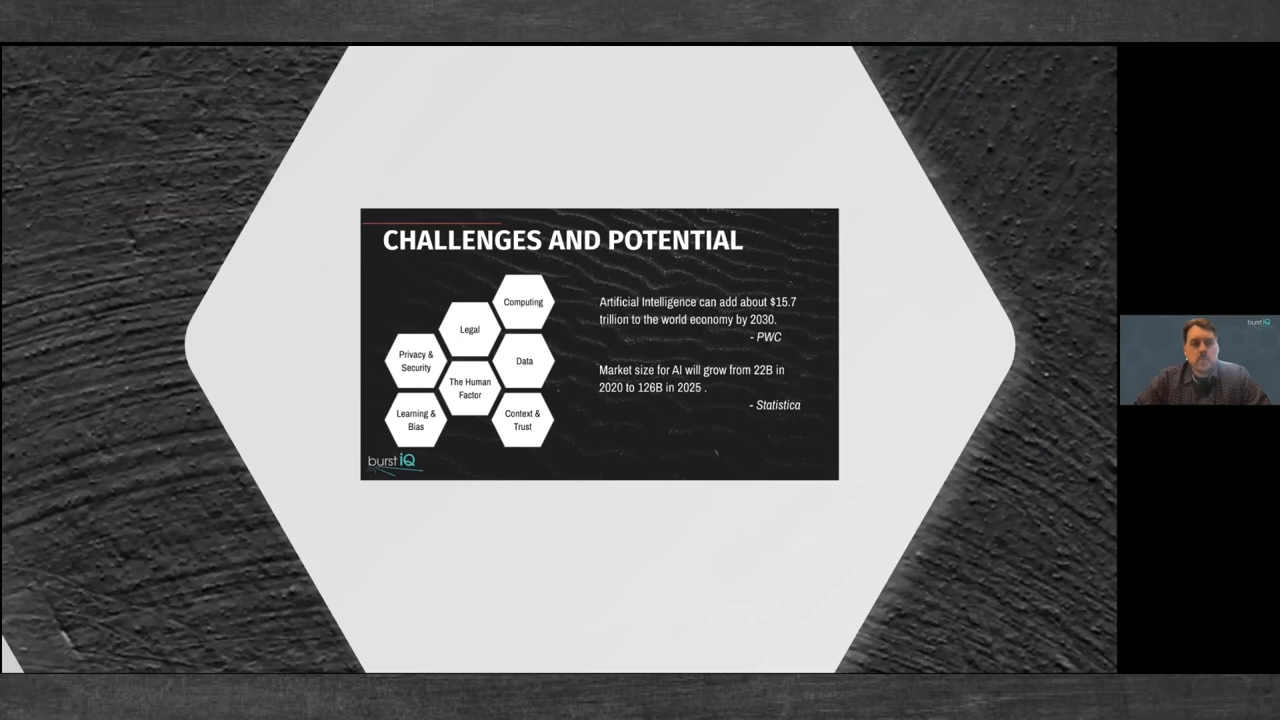 CHALLENGES AND POTENTIAL
Computing
Legal
Privacy &
Security
Data
The Human
Factor
Learning &
Bias
Context &
Trust
Artificial Intelligence can add about $15.7
trillion to the world economy by 2030.
- PWC
Market size for AI will grow from 22B in
2020 to 126B in 2025 .
- Statistica
burst iQ
burst iQ